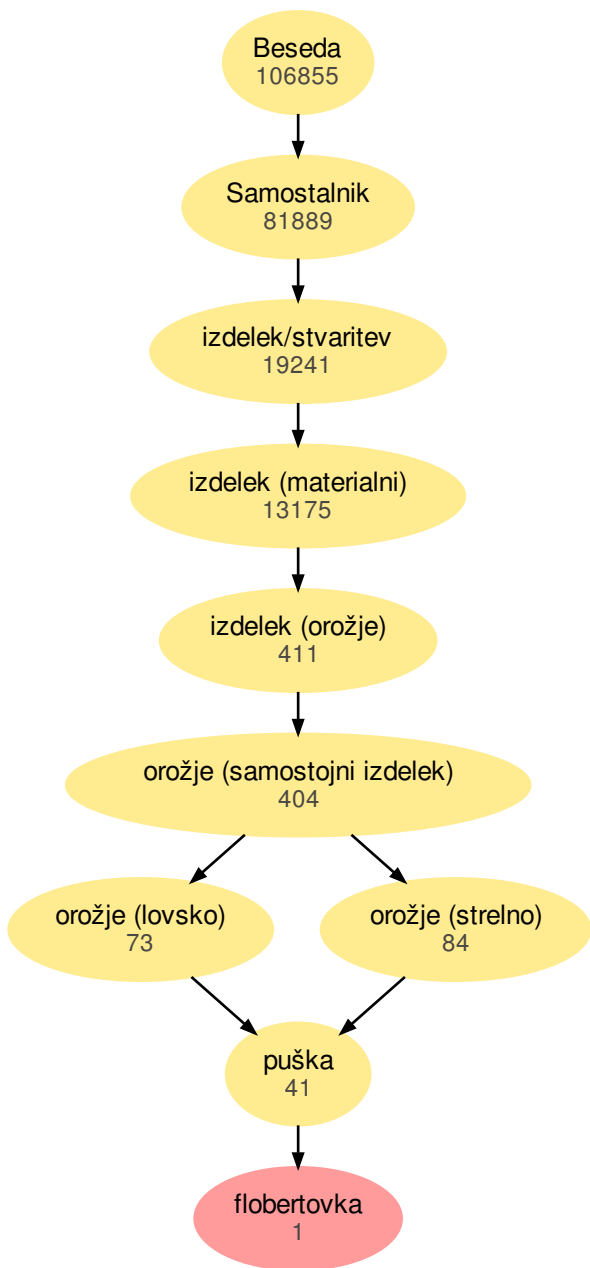 Beseda
106855
Samostalnik
81889
izdelek/stvaritev
19241
izdelek (materialni)
13175
izdelek (orožje)
411
orožje (samostojni izdelek)
404
orožje (lovsko)
73
orožje (strelno)
84
puška
41
flobertovka
1